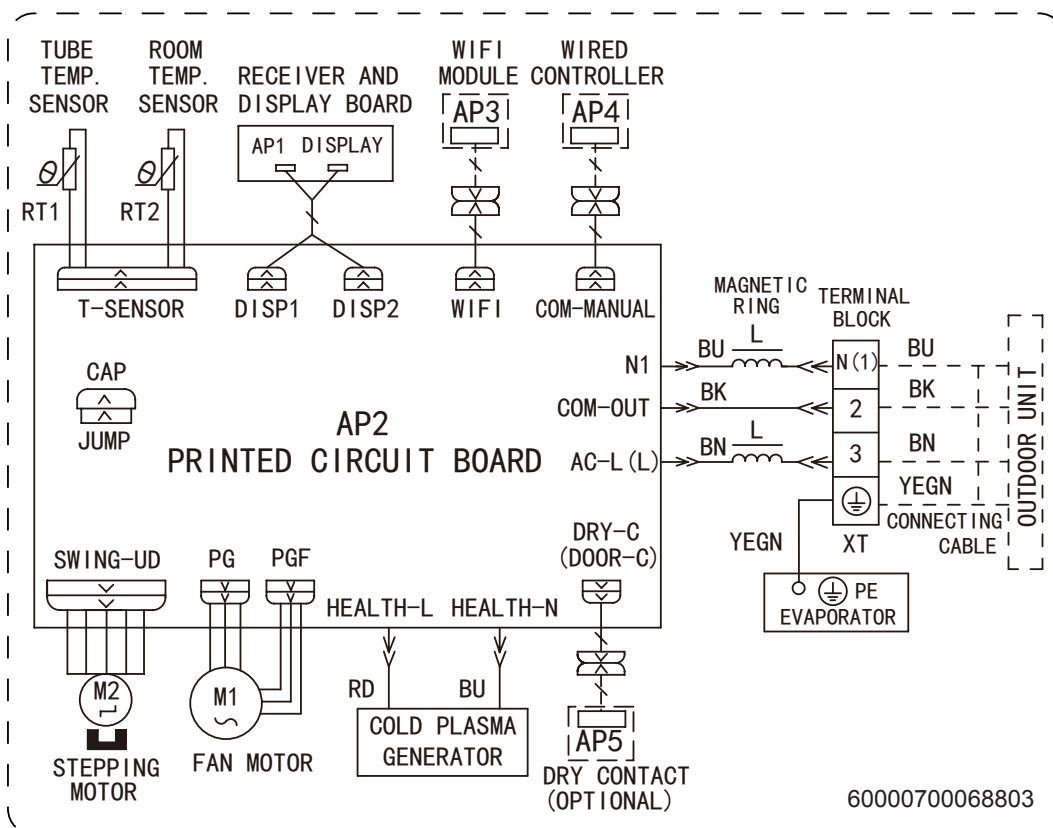 TUBE
TEMP.
SENSOR
ROOM
TEMP.
SENSOR
RECEIVER AND
DISPLAY BOARD
WIFI
MODULE
WIRED
CONTROLLER
AP1 DISPLAY
AP3
AP4
θ
RT1
θ
RT2
T-SENSOR
DISP1
DISP2
WIFI
COM-MANUAL
MAGNETIC
RING
TERMINAL
BLOCK
CAP
JUMP
AP2
PRINTED CIRCUIT BOARD
N1
BU
L
N(1)
BU
COM-OUT
BK
2
BK
AC-L(L)
BN
L
3
BN
YEGN
OUTDOOR UNIT
CONNECTING
CABLE
XT
YEGN
PE
EVAPORATOR
DRY-C
(DOOR-C)
SWING-UD
PG
PGF
HEALTH-L
HEALTH-N
M2
STEPPING
MOTOR
M1
FAN MOTOR
RD
BU
COLD PLASMA
GENERATOR
AP5
DRY CONTACT
(OPTIONAL)
60000700068803